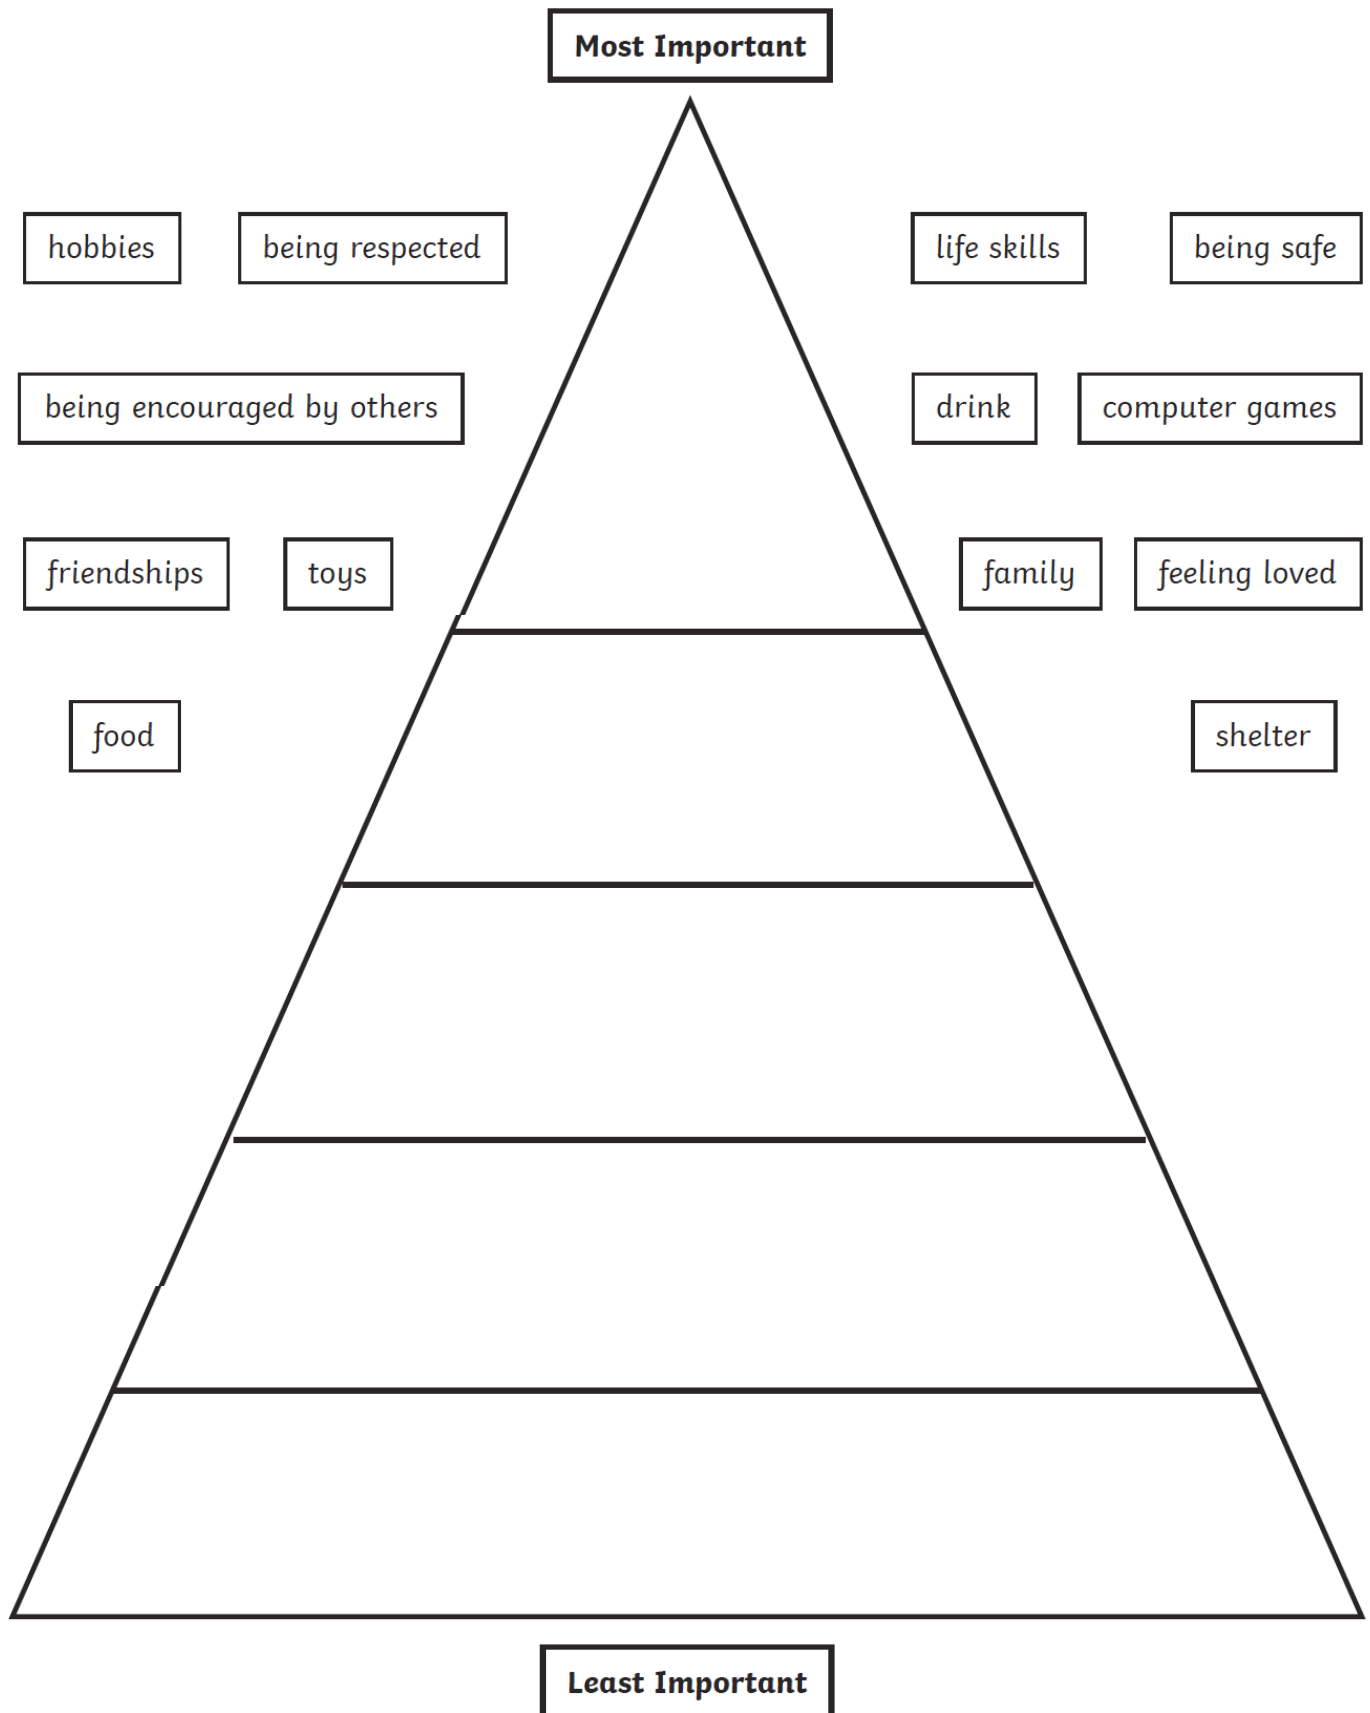 Most Important
hobbies
being respected
life skills
being safe
being encouraged by others
drink
computer games
friendships
toys
family
feeling loved
food
shelter
Least Important